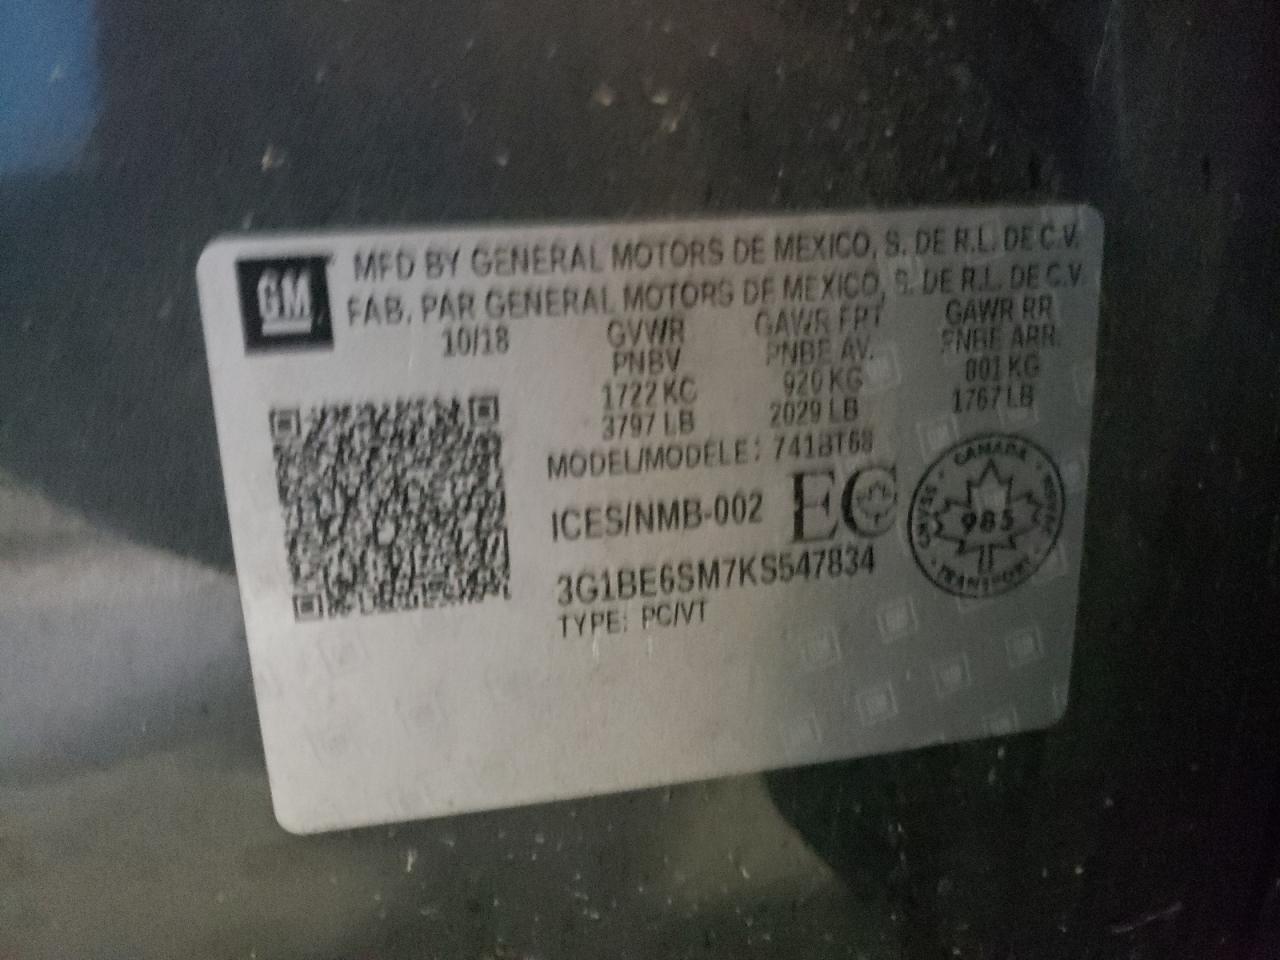 GM
MFD BY GENERAL MOTORS DE MEXICO, S. DE R.L. DE C.V.
FAB. PAR GENERAL MOTORS DE MEXICO, S. DE R.L. DE C.V.
10/18 GVWR GAWR FRT GAWR RR
PNBV PNBE AV. PNBE ARR.
1722 KG 920 KG 801 KG
3797 LB 2029 LB 1767 LB
MODEL/MODELE: 741BT68
ICES/NMB-002 EC
CANADA
985
TRANSPORT
3G1BE6SM7KS547834
TYPE: PC/VT